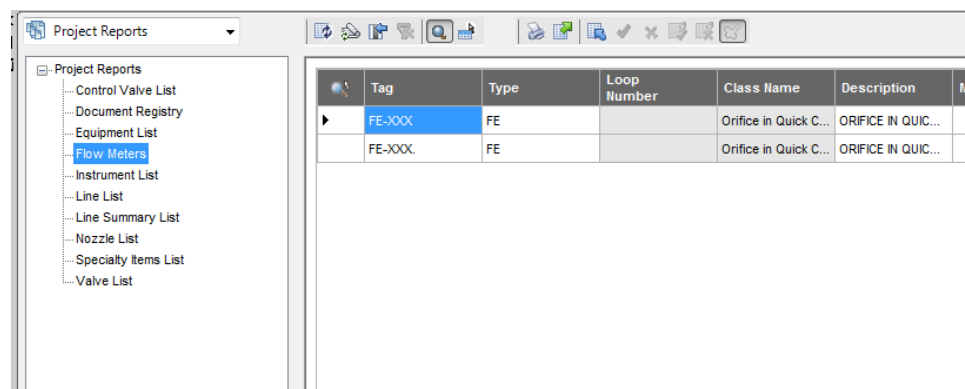 Project Reports
Project Reports
Control Valve List
Document Registry
Equipment List
Flow Meters
Instrument List
Line List
Line Summary List
Nozzle List
Specialty Items List
Valve List
Tag Type Loop Number Class Name Description
FE-XXX FE Orifice in Quick C... ORIFICE IN QUIC...
FE-XXX. FE Orifice in Quick C... ORIFICE IN QUIC...